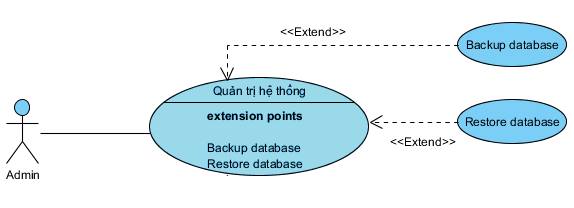 <<Extend>>
Backup database
Quản trị hệ thống
extension points
Backup database
Restore database
Restore database
<<Extend>>
Admin